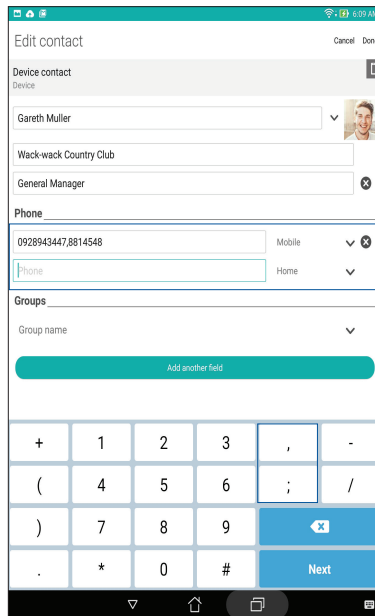 6:09 AM
Edit contact
Cancel
Don
Device contact
Device
Gareth Muller
Wack-wack Country Club
General Manager
Phone
0928943447,8814548
Mobile
Phone
Home
Groups
Group name
Add another field
+ 1 2 3 , -
( 4 5 6 ; /
) 7 8 9
. * 0 # Next